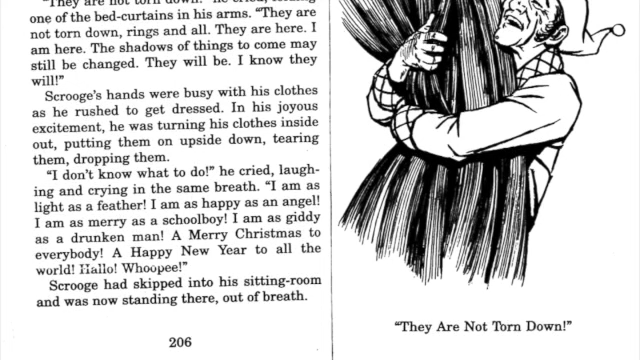 "They are not torn down!" he cried,
one of the bed-curtains in his arms. "They are
not torn down, rings and all. They are here. I
am here. The shadows of things to come may
still be changed. They will be. I know they
will!"
Scrooge's hands were busy with his clothes
as he rushed to get dressed. In his joyous
excitement, he was turning his clothes inside
out, putting them on upside down, tearing
them, dropping them.
"I don't know what to do!" he cried, laugh-
ing and crying in the same breath. "I am as
light as a feather! I am as happy as an angel!
I am as merry as a schoolboy! I am as giddy
as a drunken man! A Merry Christmas to
everybody! A Happy New Year to all the
world! Hallo! Whoopee!"
Scrooge had skipped into his sitting-room
and was now standing there, out of breath.
206
"They Are Not Torn Down!"